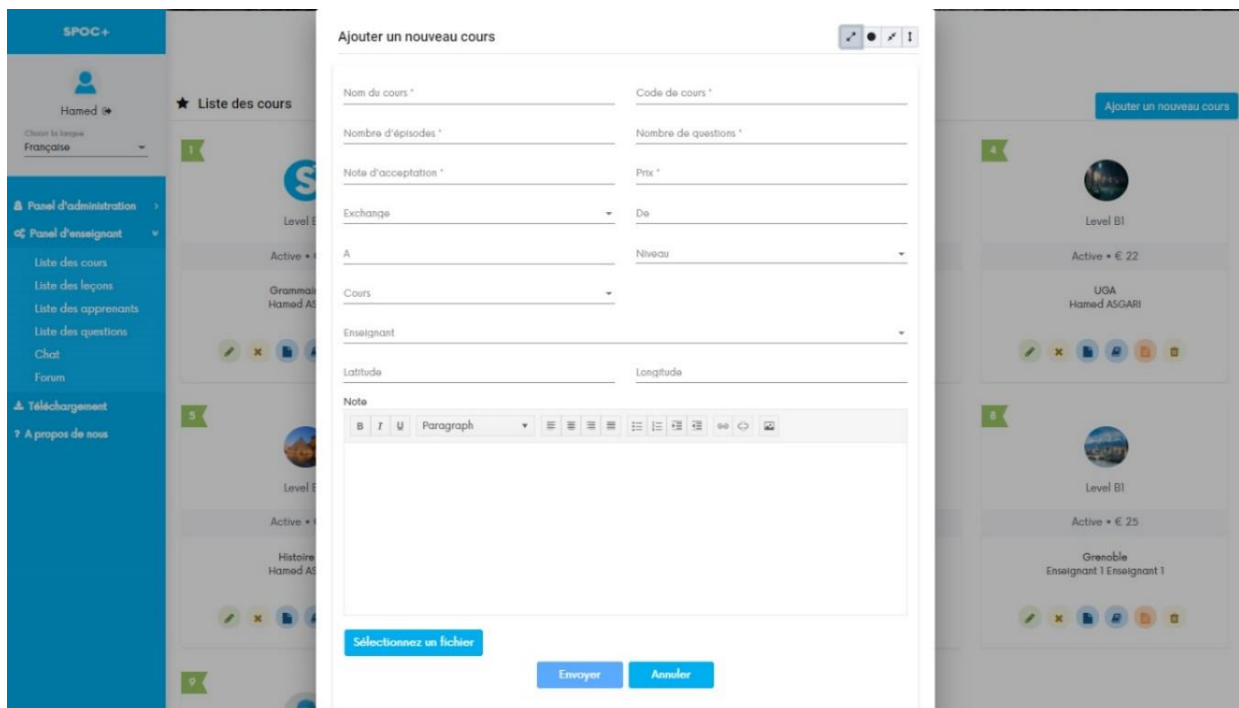 SPOC+
Hamed
Choisir la langue
Française
Panel d'administration
Panel d'enseignant
Liste des cours
Liste des leçons
Liste des apprenants
Liste des questions
Chat
Forum
Téléchargement
? A propos de nous
★ Liste des cours
Ajouter un nouveau cours
1
Level
Active •
Hamed
5
Level
Active •
Histoire
Hamed
9
Ajouter un nouveau cours
Nom du cours *
Code de cours *
Nombre d'épisodes *
Nombre de questions *
Note d'acceptation *
Prix *
Exchange
De
A
Niveau
Cours
Enseignant
Latitude
Longitude
Note
B I U Paragraph
Sélectionnez un fichier
Envoyer
Annuler
4
Level B1
Active • € 22
UGA
Hamed ASGARI
8
Level B1
Active • € 25
Grenoble
Enseignant 1 Enseignant 1